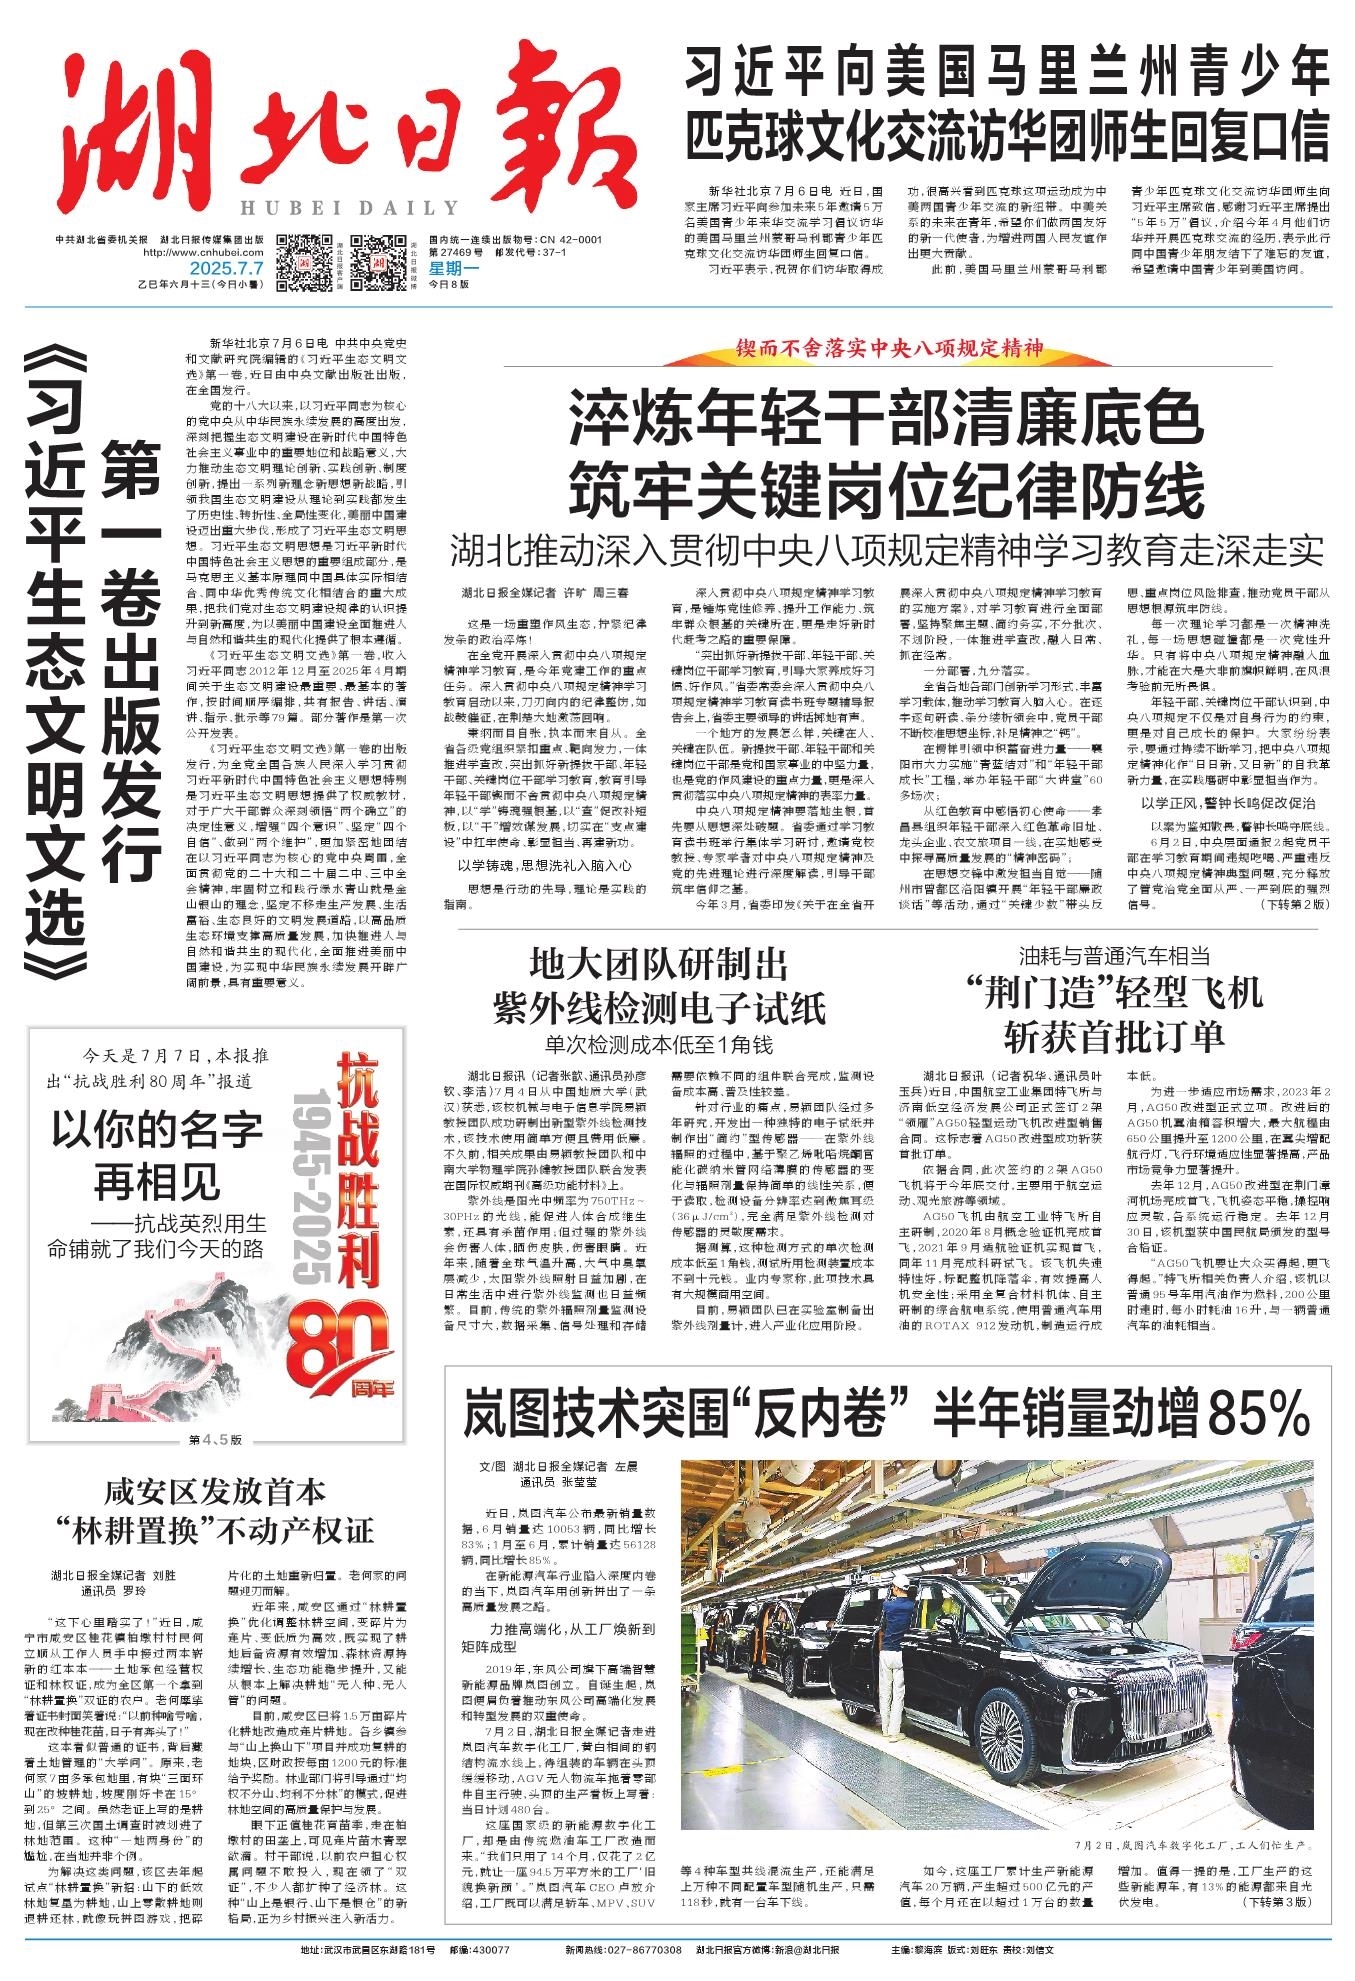 湖北日報
HUBEI DAILY
中共湖北省委机关报 湖北日报传媒集团出版
http://www.cnhubei.com
2025.7.7
乙巳年六月十三(今日小暑)
湖北日报客户端
湖北日报微博
国内统一连续出版物号:CN 42-0001
第27469号 邮发代号:37-1
星期一
今日8版
习近平向美国马里兰州青少年
匹克球文化交流访华团师生回复口信
新华社北京7月6日电 近日,国
家主席习近平向参加未来5年邀请5万
名美国青少年来华交流学习倡议访华
的美国马里兰州蒙哥马利郡青少年匹
克球文化交流访华团师生回复口信。
习近平表示,祝贺你们访华取得成
功,很高兴看到匹克球这项运动成为中
美两国青少年交流的新纽带。中美关
系的未来在青年,希望你们做两国友好
的新一代使者,为增进两国人民友谊作
出更大贡献。
此前,美国马里兰州蒙哥马利郡
青少年匹克球文化交流访华团师生向
习近平主席致信,感谢习近平主席提出
“5年5万”倡议,介绍今年4月他们访
华并开展匹克球交流的经历,表示此行
同中国青少年朋友结下了难忘的友谊,
希望邀请中国青少年到美国访问。
《习近平生态文明文选》
第一卷出版发行
新华社北京7月6日电 中共中央党史
和文献研究院编辑的《习近平生态文明文
选》第一卷,近日由中央文献出版社出版,
在全国发行。
党的十八大以来,以习近平同志为核心
的党中央从中华民族永续发展的高度出发,
深刻把握生态文明建设在新时代中国特色
社会主义事业中的重要地位和战略意义,大
力推动生态文明理论创新、实践创新、制度
创新,提出一系列新理念新思想新战略,引
领我国生态文明建设从理论到实践都发生
了历史性、转折性、全局性变化,美丽中国建
设迈出重大步伐,形成了习近平生态文明思
想。习近平生态文明思想是习近平新时代
中国特色社会主义思想的重要组成部分,是
马克思主义基本原理同中国具体实际相结
合、同中华优秀传统文化相结合的重大成
果,把我们党对生态文明建设规律的认识提
升到新高度,为以美丽中国建设全面推进人
与自然和谐共生的现代化提供了根本遵循。
《习近平生态文明文选》第一卷,收入
习近平同志2012年12月至2025年4月期
间关于生态文明建设最重要、最基本的著
作,按时间顺序编排,共有报告、讲话、演
讲、指示、批示等79篇。部分著作是第一次
公开发表。
《习近平生态文明文选》第一卷的出版
发行,为全党全国各族人民深入学习贯彻
习近平新时代中国特色社会主义思想特别
是习近平生态文明思想提供了权威教材,
对于广大干部群众深刻领悟“两个确立”的
决定性意义,增强“四个意识”、坚定“四个
自信”、做到“两个维护”,更加紧密地团结
在以习近平同志为核心的党中央周围,全
面贯彻党的二十大和二十届二中、三中全
会精神,牢固树立和践行绿水青山就是金
山银山的理念,坚定不移走生产发展、生活
富裕、生态良好的文明发展道路,以高品质
生态环境支撑高质量发展,加快推进人与
自然和谐共生的现代化,全面推进美丽中
国建设,为实现中华民族永续发展开辟广
阔前景,具有重要意义。
锲而不舍落实中央八项规定精神
淬炼年轻干部清廉底色
筑牢关键岗位纪律防线
湖北推动深入贯彻中央八项规定精神学习教育走深走实
湖北日报全媒记者 许旷 周三春
这是一场重塑作风生态,拧紧纪律
发条的政治淬炼!
在全党开展深入贯彻中央八项规定
精神学习教育,是今年党建工作的重点
任务。深入贯彻中央八项规定精神学习
教育启动以来,刀刃向内的纪律整饬,如
战鼓催征,在荆楚大地激荡回响。
秉纲而目自张,执本而末自从。全
省各级党组织紧扣重点、靶向发力,一体
推进学查改,突出抓好新提拔干部、年轻
干部、关键岗位干部学习教育,教育引导
年轻干部锲而不舍贯彻中央八项规定精
神,以“学”铸魂强根基,以“查”促改补短
板,以“干”增效谋发展,切实在“支点建
设”中扛牢使命、彰显担当、再建新功。
以学铸魂,思想洗礼入脑入心
思想是行动的先导,理论是实践的
指南。
深入贯彻中央八项规定精神学习教
育,是锤炼党性修养、提升工作能力、筑
牢群众根基的关键所在,更是走好新时
代赶考之路的重要保障。
“突出抓好新提拔干部、年轻干部、关
键岗位干部学习教育,引导大家养成好习
惯、好作风。”省委常委会深入贯彻中央八
项规定精神学习教育读书班专题辅导报
告会上,省委主要领导的讲话掷地有声。
一个地方的发展怎么样,关键在人、
关键在队伍。新提拔干部、年轻干部和关
键岗位干部是党和国家事业的中坚力量,
也是党的作风建设的重点力量,更是深入
贯彻落实中央八项规定精神的表率力量。
中央八项规定精神要落地生根,首
先要从思想深处破题。省委通过学习教
育读书班举行集体学习研讨,邀请党校
教授、专家学者对中央八项规定精神及
党的先进理论进行深度解读,引导干部
筑牢信仰之基。
今年3月,省委印发《关于在全省开
展深入贯彻中央八项规定精神学习教育
的实施方案》,对学习教育进行全面部
署,坚持聚焦主题、简约务实,不分批次、
不划阶段,一体推进学查改,融入日常、
抓在经常。
一分部署,九分落实。
全省各地各部门创新学习形式,丰富
学习载体,推动学习教育入脑入心。在逐
字逐句研读、条分缕析领会中,党员干部
不断校准思想坐标,补足精神之“钙”。
在榜样引领中积蓄奋进力量——襄
阳市大力实施“青蓝结对”和“年轻干部
成长”工程,举办年轻干部“大讲堂”60
多场次;
从红色教育中感悟初心使命——孝
昌县组织年轻干部深入红色革命旧址、
龙头企业、农文旅项目一线,在实地感受
中探寻高质量发展的“精神密码”;
在思想交锋中激发担当自觉——随
州市曾都区洛阳镇开展“年轻干部廉政
谈话”等活动,通过“关键少数”带头反
思、重点岗位风险排查,推动党员干部从
思想根源筑牢防线。
每一次理论学习都是一次精神洗
礼,每一场思想碰撞都是一次党性升
华。只有将中央八项规定精神融入血
脉,才能在大是大非前旗帜鲜明,在风浪
考验前无所畏惧。
年轻干部、关键岗位干部认识到,中
央八项规定不仅是对自身行为的约束,
更是对自己成长的保护。大家纷纷表
示,要通过持续不断学习,把中央八项规
定精神化作“日日新,又日新”的自我革
新力量,在实践磨砺中彰显担当作为。
以学正风,警钟长鸣促改促治
以案为鉴知敬畏,警钟长鸣守底线。
6月2日,中央层面通报2起党员干
部在学习教育期间违规吃喝、严重违反
中央八项规定精神典型问题,充分释放
了管党治党全面从严、一严到底的强烈
信号。 (下转第2版)
地大团队研制出
紫外线检测电子试纸
单次检测成本低至1角钱
湖北日报讯(记者张歆、通讯员孙彦
钦、李洁)7月4日从中国地质大学(武
汉)获悉,该校机械与电子信息学院易颖
教授团队成功研制出新型紫外线检测技
术,该技术使用简单方便且费用低廉。
不久前,相关成果由易颖教授团队和中
南大学物理学院孙缠教授团队联合发表
在国际权威期刊《高级功能材料》上。
紫外线是阳光中频率为750THz~
30PHz的光线,能促进人体合成维生
素,还具有杀菌作用;但过强的紫外线
会伤害人体,晒伤皮肤,伤害眼睛。近
年来,随着全球气温升高,大气中臭氧
层减少,太阳紫外线照射日益加剧,在
日常生活中进行紫外线监测也日益频
繁。目前,传统的紫外辐照剂量监测设
备尺寸大,数据采集、信号处理和存储
需要依赖不同的组件联合完成,监测设
备成本高、普及性较差。
针对行业的痛点,易颖团队经过多
年研究,开发出一种独特的电子试纸并
制作出“简约”型传感器——在紫外线
辐照的过程中,基于聚乙烯吡咯烷酮官
能化碳纳米管网络薄膜的传感器的变
化与辐照剂量保持简单的线性关系,便
于读取,检测设备分辨率达到微焦耳级
(36μJ/cm²),完全满足紫外线检测对
传感器的灵敏度需求。
据测算,这种检测方式的单次检测
成本低至1角钱,测试所用检测装置成本
不到十元钱。业内专家称,此项技术具
有大规模商用空间。
目前,易颖团队已在实验室制备出
紫外线剂量计,进入产业化应用阶段。
油耗与普通汽车相当
“荆门造”轻型飞机
斩获首批订单
湖北日报讯(记者祝华、通讯员叶
玉兵)近日,中国航空工业集团特飞所与
济南低空经济发展公司正式签订2架
“领雁”AG50轻型运动飞机改进型销售
合同。这标志着AG50改进型成功斩获
首批订单。
依据合同,此次签约的2架AG50
飞机将于今年底交付,主要用于航空运
动、观光旅游等领域。
AG50飞机由航空工业特飞所自
主研制,2020年8月概念验证机完成首
飞,2021年9月适航验证机实现首飞,
同年11月完成科研试飞。该飞机失速
特性好,标配整机降落伞,有效提高人
机安全性;采用全复合材料机体、自主
研制的综合航电系统,使用普通汽车用
油的ROTAX 912发动机,制造运行成
本低。
为进一步适应市场需求,2023年2
月,AG50改进型正式立项。改进后的
AG50机翼油箱容积增大,最大航程由
650公里提升至1200公里,在翼尖增配
航行灯,飞行环境适应性显著提高,产品
市场竞争力显著提升。
去年12月,AG50改进型在荆门漳
河机场完成首飞,飞机姿态平稳,操控响
应灵敏,各系统运行稳定。去年12月
30日,该机型获中国民航局颁发的型号
合格证。
“AG50飞机要让大众买得起,更飞
得起。”特飞所相关负责人介绍,该机以
普通95号车用汽油作为燃料,200公里
时速时,每小时耗油16升,与一辆普通
汽车的油耗相当。
今天是7月7日,本报推
出“抗战胜利80周年”报道
以你的名字
再相见
——抗战英烈用生
命铺就了我们今天的路
抗战胜利
1945-2025
80
周年
第4、5版
咸安区发放首本
“林耕置换”不动产权证
湖北日报全媒记者 刘胜
通讯员 罗玲
“这下心里踏实了!”近日,咸
宁市咸安区桂花镇柏墩村村民何
立顺从工作人员手中接过两本崭
新的红本本——土地承包经营权
证和林权证,成为全区第一个拿到
“林耕置换”双证的农户。老何摩挲
着证书封面笑着说:“以前种啥亏啥,
现在改种桂花苗,日子有奔头了!”
这本看似普通的证书,背后藏
着土地管理的“大学问”。原来,老
何家7亩多承包地里,有块“三面环
山”的坡耕地,坡度刚好卡在15°
到25°之间。虽然老证上写的是耕
地,但第三次国土调查时被划进了
林地范围。这种“一地两身份”的
尴尬,在当地并非个例。
为解决这类问题,该区去年起
试点“林耕置换”新招:山下的低效
林地复垦为耕地,山上零散耕地则
退耕还林,就像玩拼图游戏,把碎
片化的土地重新归置。老何家的问
题迎刃而解。
近年来,咸安区通过“林耕置
换”优化调整林耕空间,变碎片为
连片、变低质为高效,既实现了耕
地后备资源有效增加、森林资源持
续增长、生态功能稳步提升,又能
从根本上解决耕地“无人种、无人
管”的问题。
目前,咸安区已将1.5万亩碎片
化耕地改造成连片耕地。各乡镇参
与“山上换山下”项目并成功复耕的
地块,区财政按每亩1200元的标准
给予奖励。林业部门将引导通过“均
权不分山、均利不分林”的模式,促进
林地空间的高质量保护与发展。
眼下正值桂花育苗季,走在柏
墩村的田垄上,可见连片苗木青翠
欲滴。村干部说,以前农户担心权
属问题不敢投入,现在领了“双
证”,不少人都扩种了经济林。这
种“山上是银行、山下是粮仓”的新
格局,正为乡村振兴注入新活力。
岚图技术突围“反内卷” 半年销量劲增85%
文/图 湖北日报全媒记者 左晨
通讯员 张莹莹
近日,岚图汽车公布最新销量数
据,6月销量达10053辆,同比增长
83%;1月至6月,累计销量达56128
辆,同比增长85%。
在新能源汽车行业陷入深度内卷
的当下,岚图汽车用创新拼出了一条
高质量发展之路。
力推高端化,从工厂焕新到
矩阵成型
2019年,东风公司旗下高端智慧
新能源品牌岚图创立。自诞生起,岚
图便肩负着推动东风公司高端化发展
和转型发展的双重使命。
7月2日,湖北日报全媒记者走进
岚图汽车数字化工厂,黄白相间的钢
结构流水线上,待组装的车辆在头顶
缓缓移动,AGV无人物流车拖着零部
件自主行驶,头顶的生产看板上写着:
当日计划480台。
这座国家级的新能源数字化工
厂,却是由传统燃油车工厂改造而
来。“我们只用了14个月,仅花了2亿
元,就让一座94.5万平方米的工厂‘旧
貌换新颜’。”岚图汽车CEO卢放介
绍,工厂既可以满足轿车、MPV、SUV
7月2日,岚图汽车数字化工厂,工人们忙生产。
等4种车型共线混流生产,还能满足
上万种不同配置车型随机生产,只需
118秒,就有一台车下线。
如今,这座工厂累计生产新能源
汽车20万辆,产生超过500亿元的产
值,每个月还在以超过1万台的数量
增加。值得一提的是,工厂生产的这
些新能源车,有13%的能源都来自光
伏发电。 (下转第3版)
地址:武汉市武昌区东湖路181号 邮编:430077 新闻热线:027-86770308 湖北日报官方微博:新浪@湖北日报 主编:黎海滨 版式:刘旺东 责校:刘信文